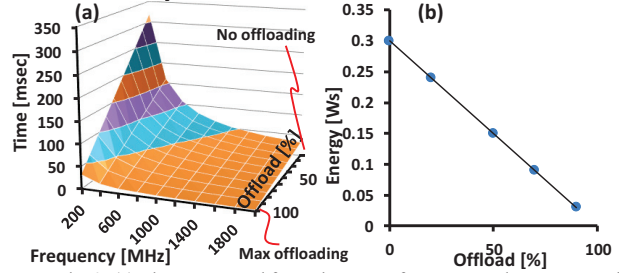 (a)
No offloading
Time [msec]
350
300
250
200
150
100
50
0
200
600
1000
1400
1800
Frequency [MHz]
Offload [%]
50
100
Max offloading
(b)
Energy [Ws]
0.35
0.3
0.25
0.2
0.15
0.1
0.05
0
0
50
100
Offload [%]